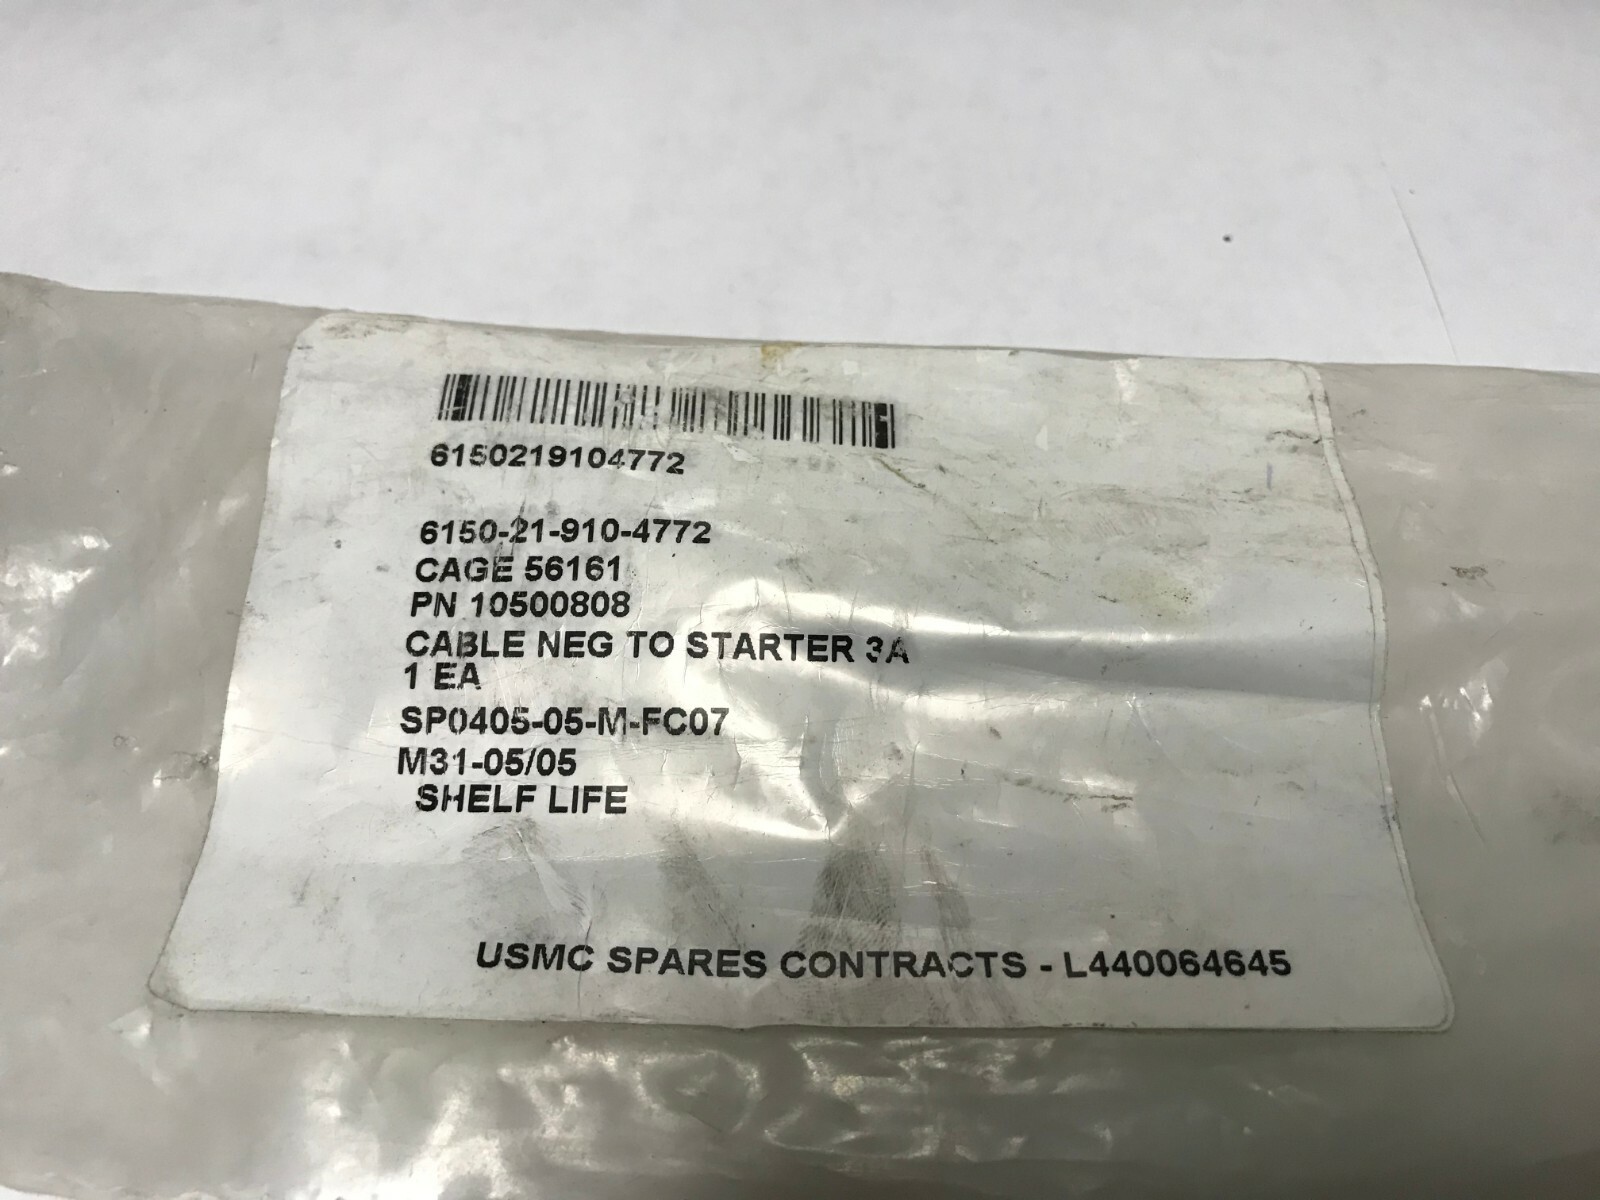 6150219104772
6150-21-910-4772
CAGE 56161
PN 10500808
CABLE NEG TO STARTER 3A
1 EA
SP0405-05-M-FC07
M31-05/05
SHELF LIFE
USMC SPARES CONTRACTS - L440064645